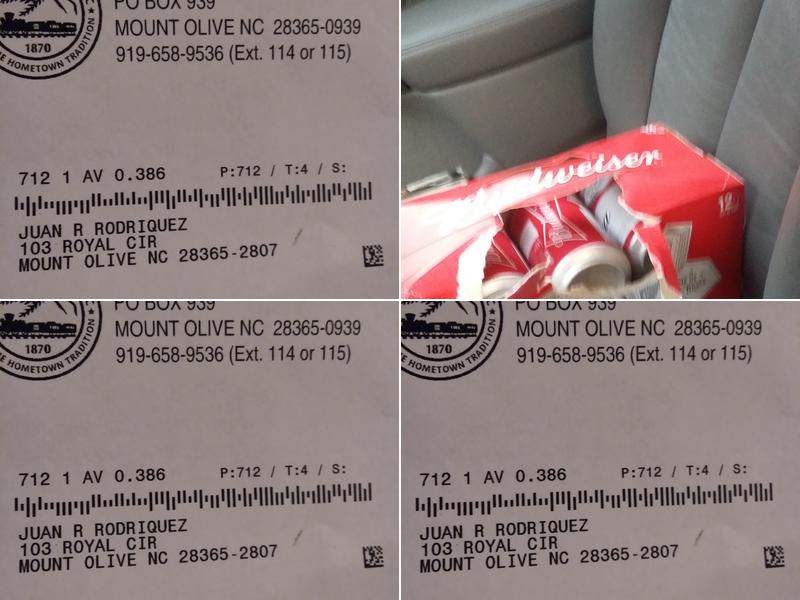 PO BOX 939
MOUNT OLIVE NC 28365-0939
919-658-9536 (Ext. 114 or 115)
1870
HOMETOWN TRADITION
712 1 AV 0.386 P:712 / T:4 / S:
JUAN R RODRIQUEZ
103 ROYAL CIR
MOUNT OLIVE NC 28365-2807
Budweiser
12
PO BOX 939
MOUNT OLIVE NC 28365-0939
919-658-9536 (Ext. 114 or 115)
1870
HOMETOWN TRADITION
712 1 AV 0.386 P:712 / T:4 / S:
JUAN R RODRIQUEZ
103 ROYAL CIR
MOUNT OLIVE NC 28365-2807
PO BOX 939
MOUNT OLIVE NC 28365-0939
919-658-9536 (Ext. 114 or 115)
1870
HOMETOWN TRADITION
712 1 AV 0.386 P:712 / T:4 / S:
JUAN R RODRIQUEZ
103 ROYAL CIR
MOUNT OLIVE NC 28365-2807